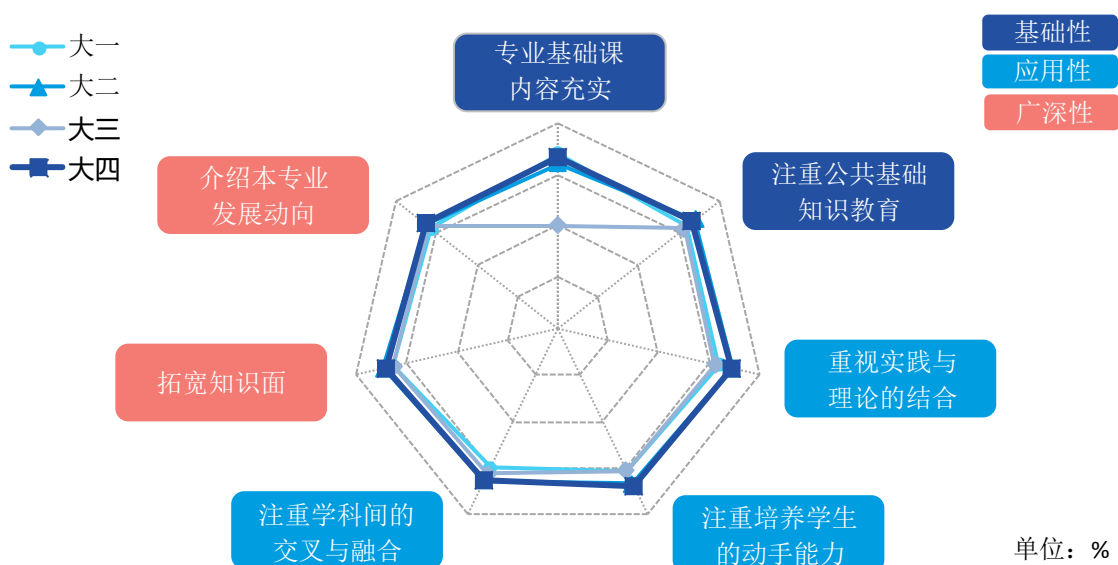 大一
大二
大三
大四
专业基础课
内容充实
基础性
应用性
广深性
介绍本专业
发展动向
注重公共基础
知识教育
拓宽知识面
重视实践与
理论的结合
注重学科间的
交叉与融合
注重培养学生
的动手能力
单位：%